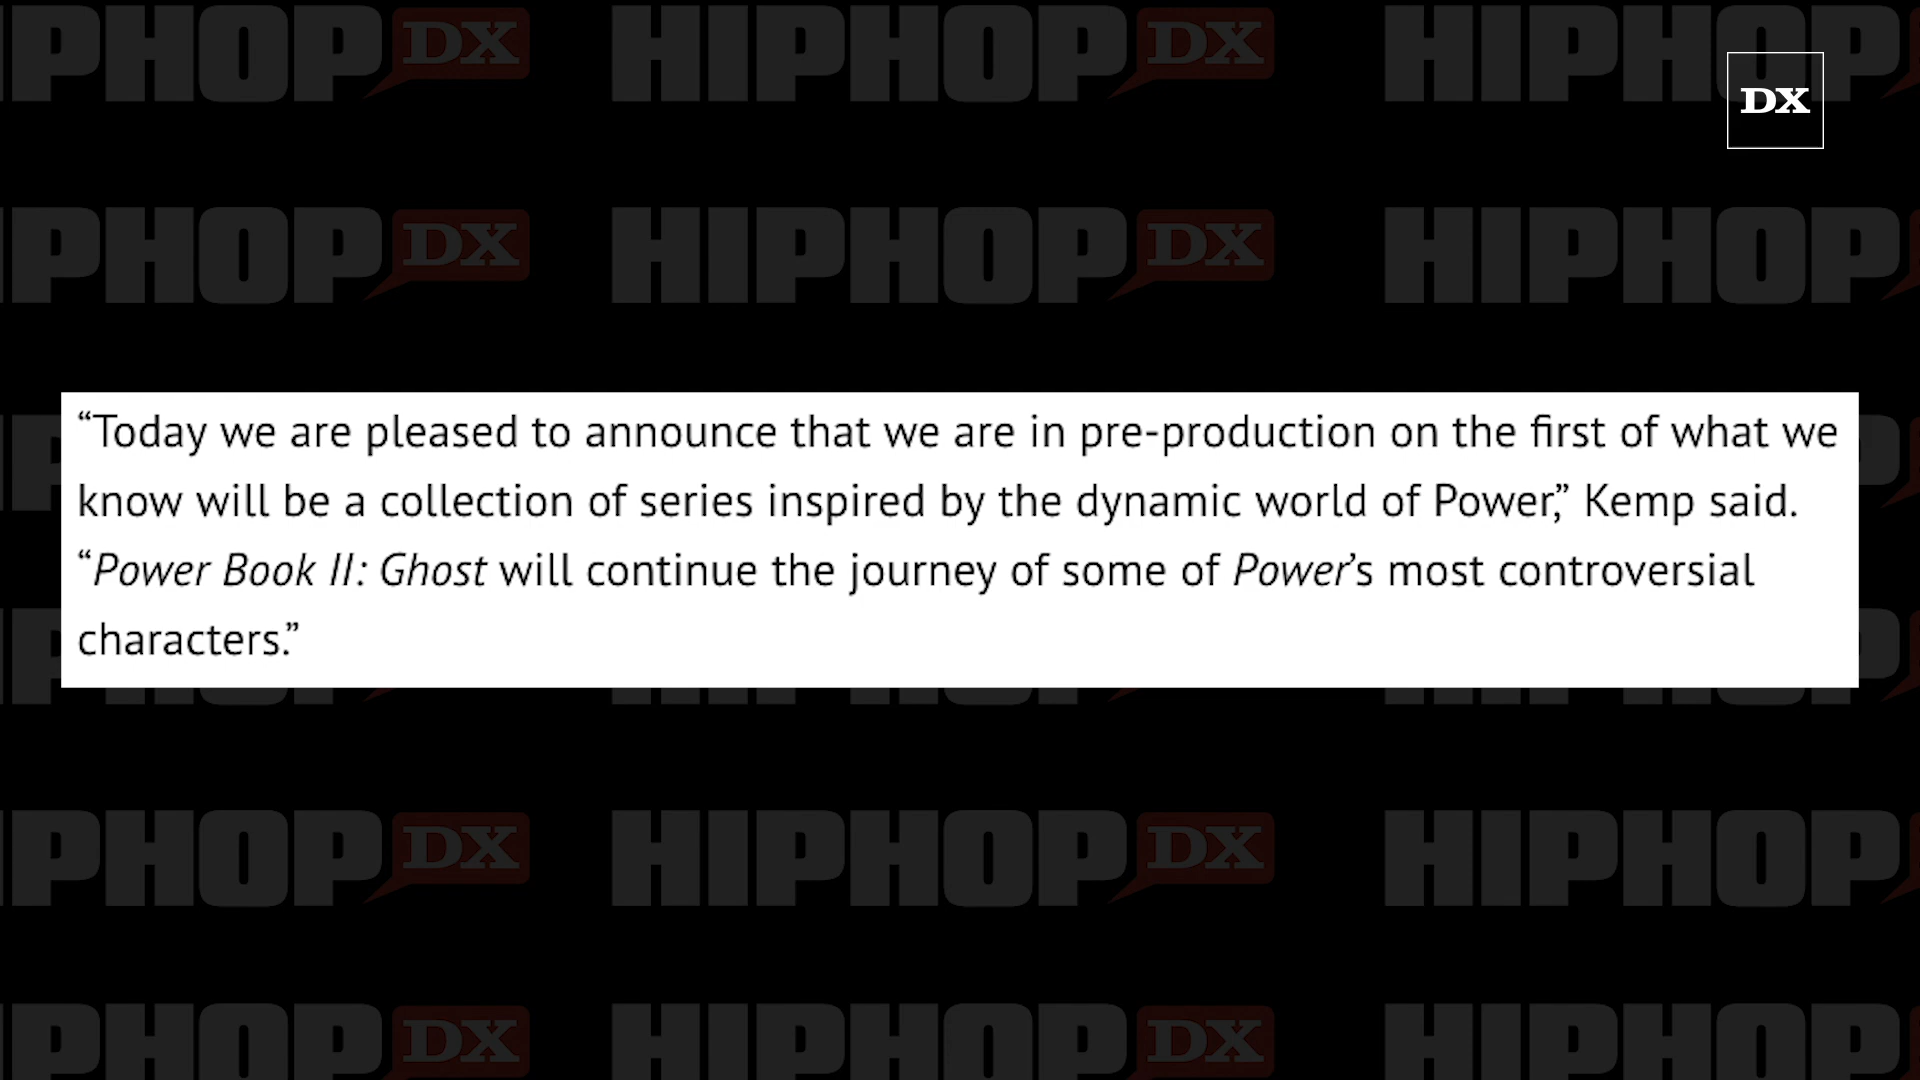 HIPHOP DX HIPHOP DX HIPHOP
DX
HIPHOP DX HIPHOP DX HIPHOP
“Today we are pleased to announce that we are in pre-production on the first of what we
know will be a collection of series inspired by the dynamic world of Power,” Kemp said.
“Power Book II: Ghost will continue the journey of some of Power’s most controversial
characters.”
HIPHOP DX HIPHOP DX HIPHOP
HIPHOP DX HIPHOP DX HIPHOP